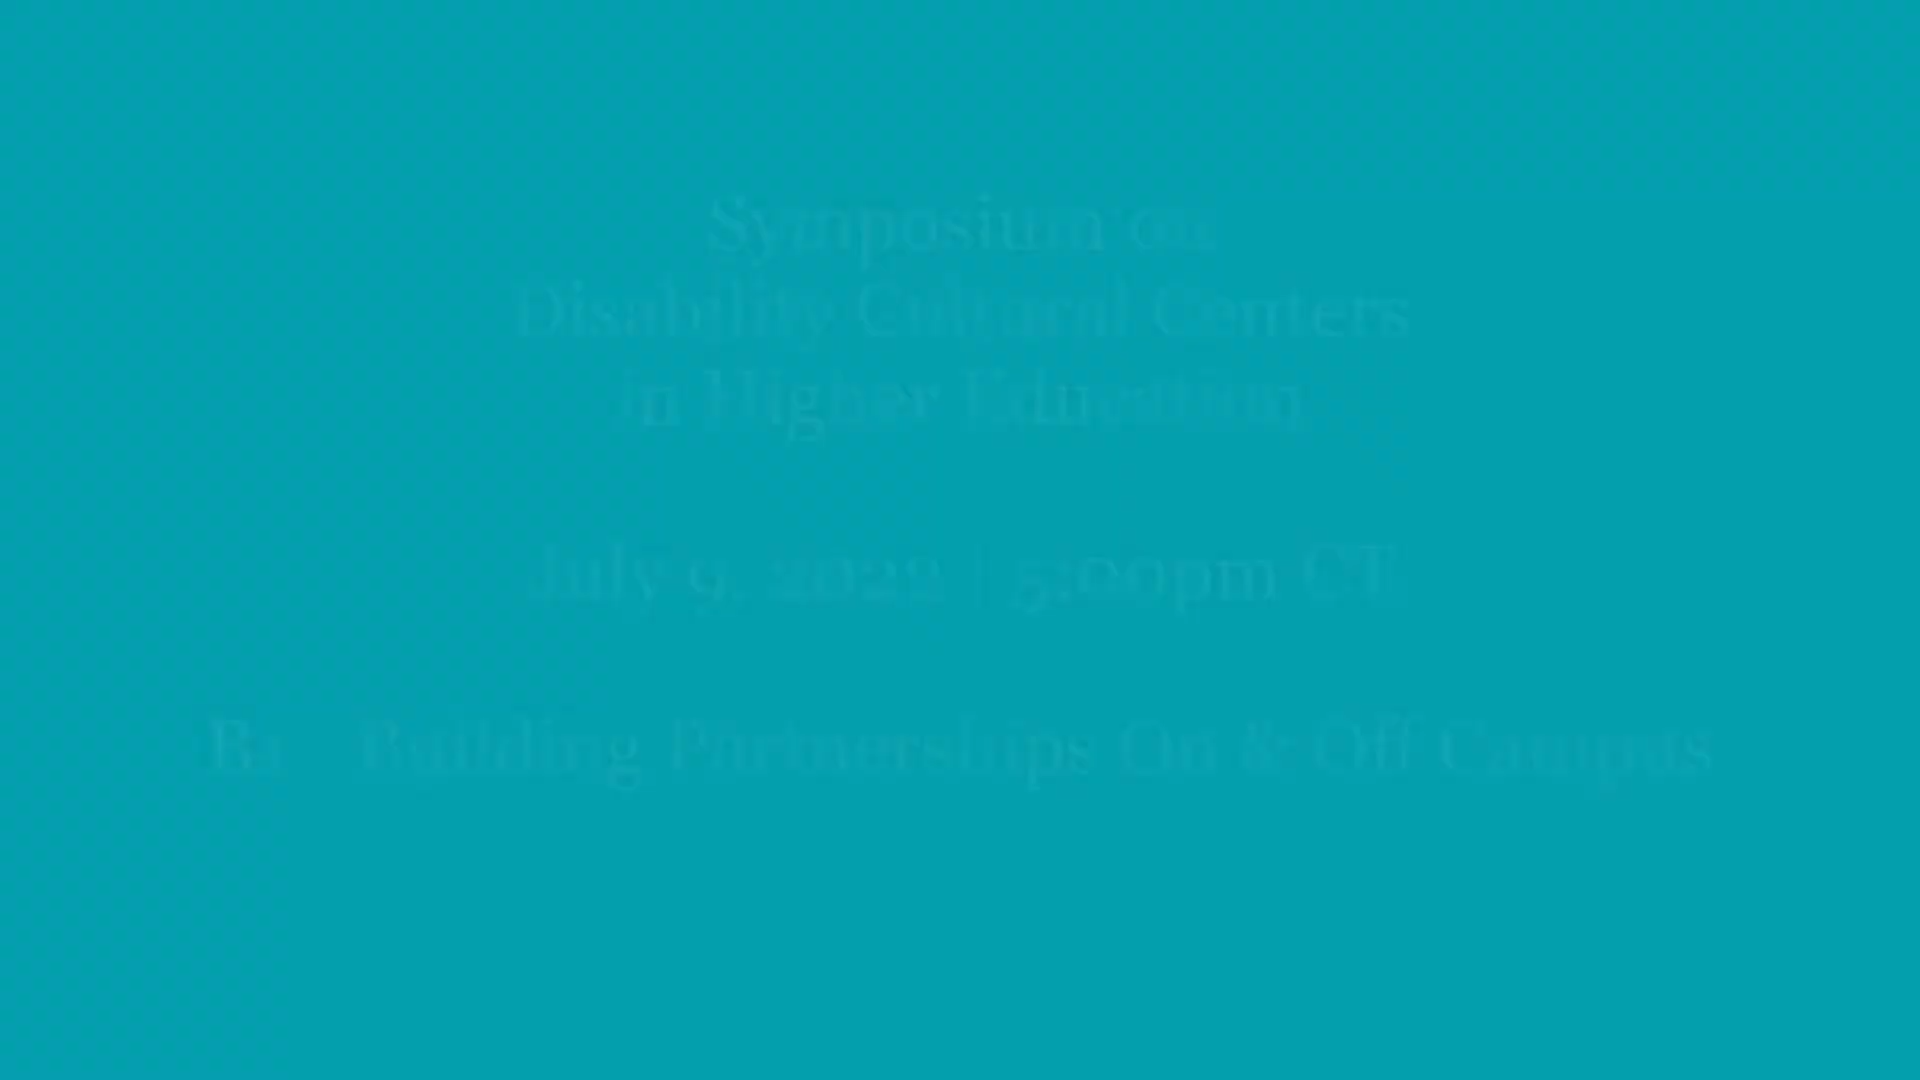 Symposium on
Disability Cultural Centers
in Higher Education
July 9, 2022 | 5:00pm CT
Building Partnerships On & Off Campus